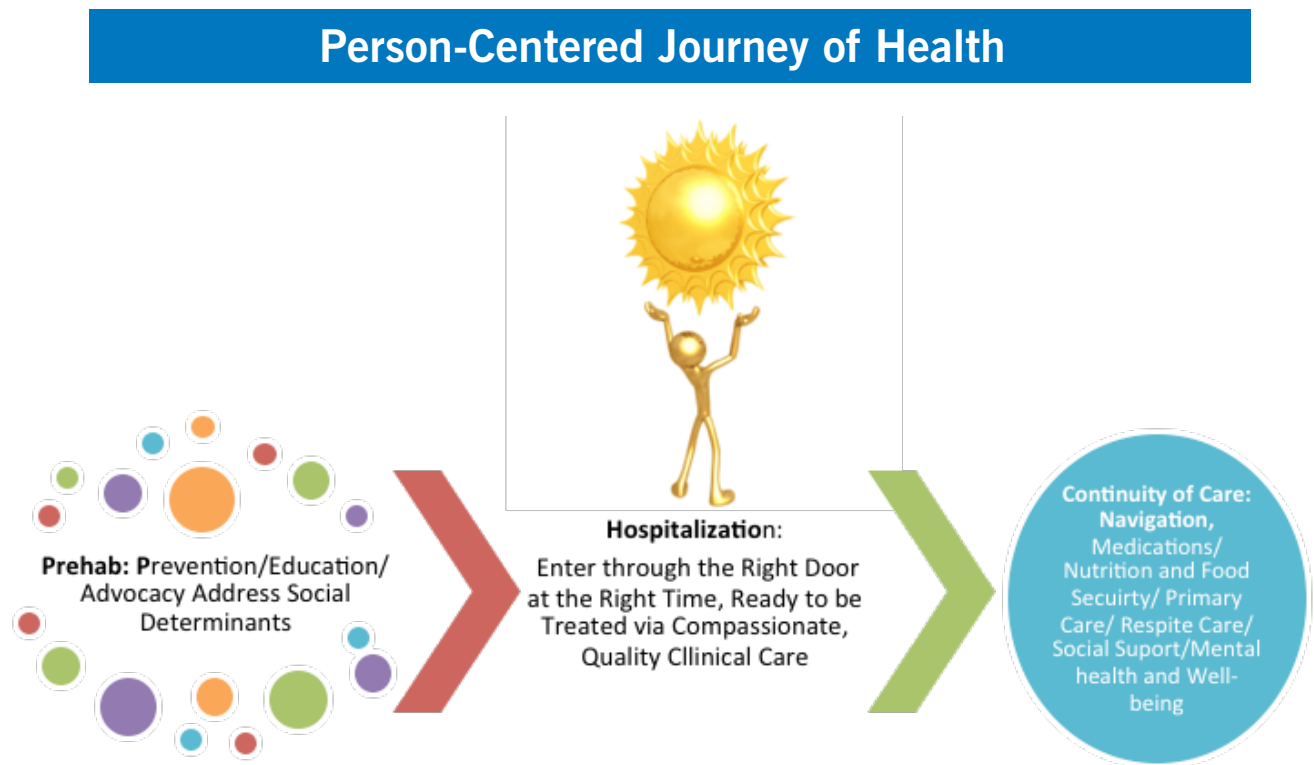 Person-Centered Journey of Health
Prehab: Prevention/Education/
Advocacy Address Social
Determinants
Hospitalization:
Enter through the Right Door
at the Right Time, Ready to be
Treated via Compassionate,
Quality Cllinical Care
Continuity of Care:
Navigation,
Medications/
Nutrition and Food
Secuirty/ Primary
Care/ Respite Care/
Social Suport/Mental
health and Well-
being